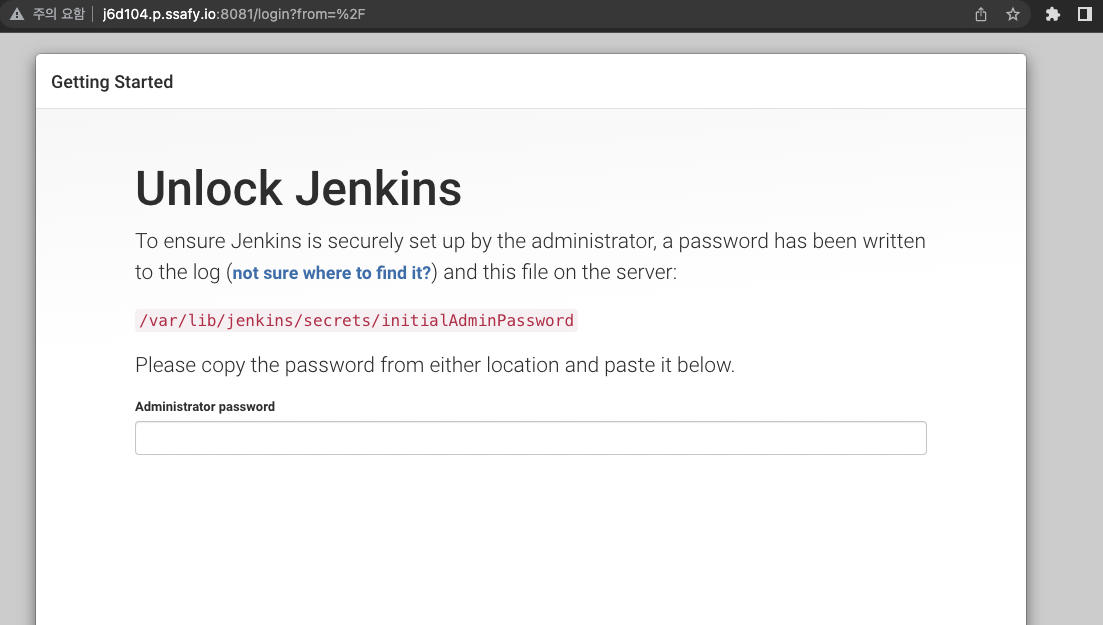 주의 요함 j6d104.p.ssafy.io:8081/login?from=%2F
Getting Started
Unlock Jenkins
To ensure Jenkins is securely set up by the administrator, a password has been written
to the log (not sure where to find it?) and this file on the server:
/var/lib/jenkins/secrets/initialAdminPassword
Please copy the password from either location and paste it below.
Administrator password